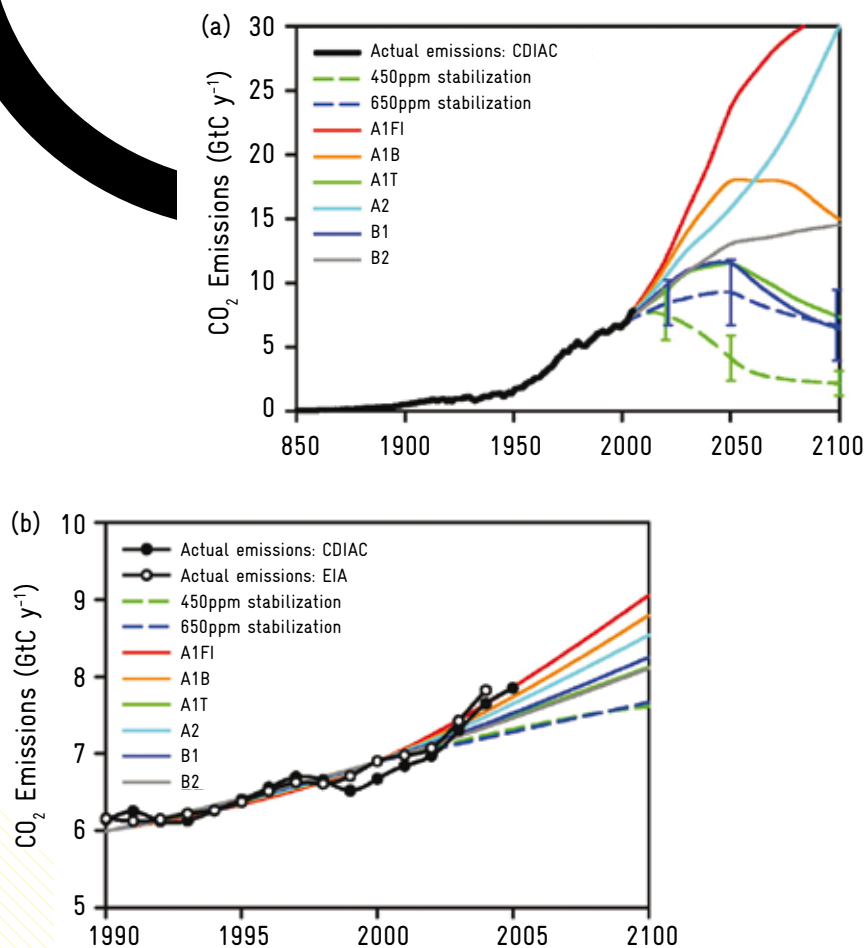 (a)
CO2 Emissions (GtC y–1)
30
25
20
15
10
5
0
Actual emissions: CDIAC
450ppm stabilization
650ppm stabilization
A1FI
A1B
A1T
A2
B1
B2
850 1900 1950 2000 2050 2100
(b)
CO2 Emissions (GtC y–1)
10
9
8
7
6
5
Actual emissions: CDIAC
Actual emissions: EIA
450ppm stabilization
650ppm stabilization
A1FI
A1B
A1T
A2
B1
B2
1990 1995 2000 2005 2100